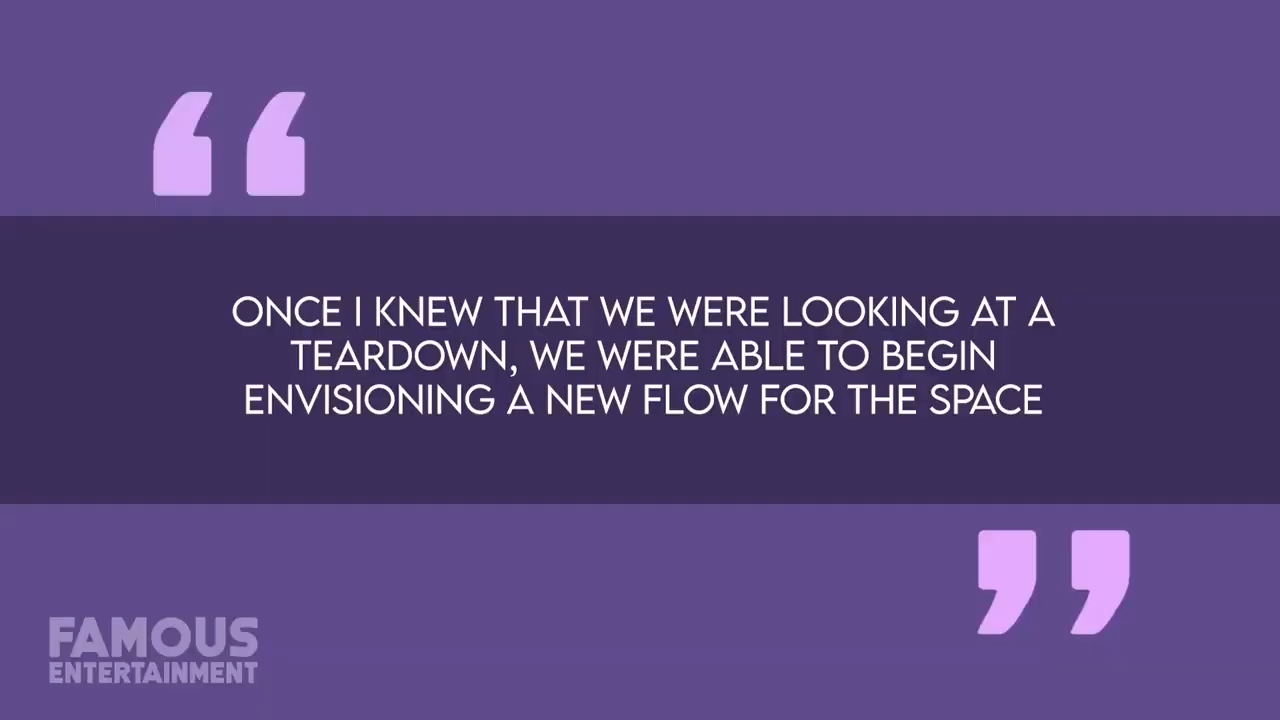 ONCE I KNEW THAT WE WERE LOOKING AT A
TEARDOWN, WE WERE ABLE TO BEGIN
ENVISIONING A NEW FLOW FOR THE SPACE
FAMOUS
ENTERTAINMENT